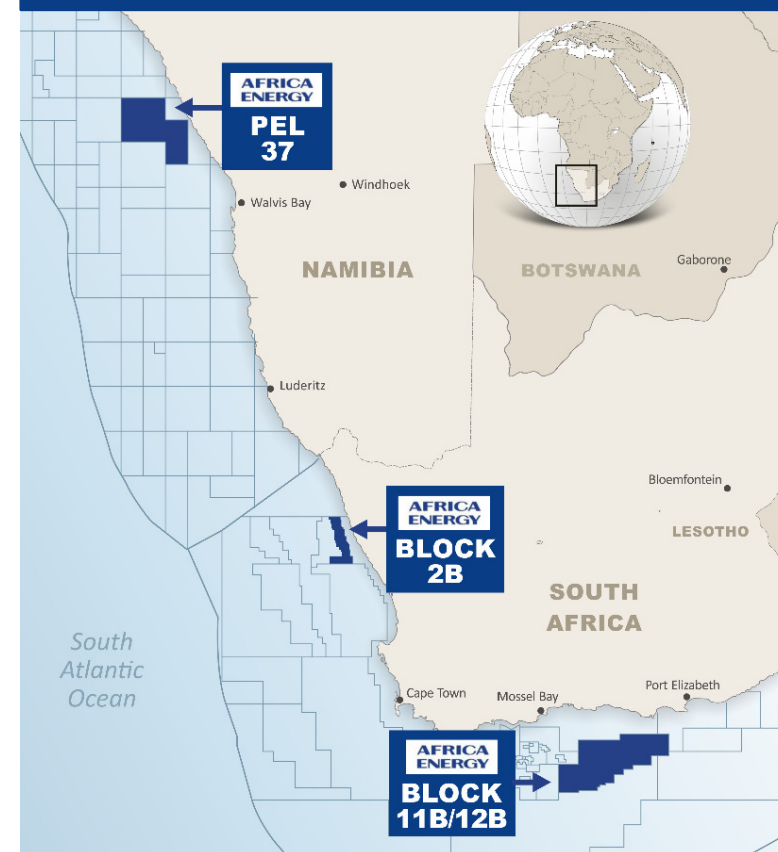 AFRICA
ENERGY
PEL
37
Windhoek
Walvis Bay
NAMIBIA
BOTSWANA
Gaborone
Luderitz
Bloemfontein
LESOTHO
AFRICA
ENERGY
BLOCK
2B
SOUTH
AFRICA
South
Atlantic
Ocean
Cape Town
Mossel Bay
Port Elizabeth
AFRICA
ENERGY
BLOCK
11B/12B